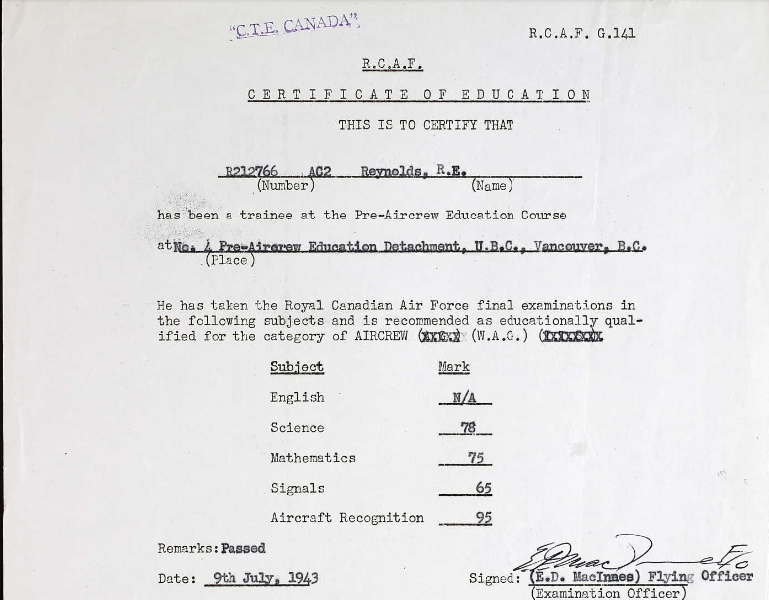 "C.T.E. CANADA"
R.C.A.F. G.141
R.C.A.F.
CERTIFICATE OF EDUCATION
THIS IS TO CERTIFY THAT
R212766 AC2 Reynolds, R.E.
(Number) (Name)
has been a trainee at the Pre-Aircrew Education Course
at No. 4 Pre-Aircrew Education Detachment, U.B.C., Vancouver, B.C.
(Place)
He has taken the Royal Canadian Air Force final examinations in
the following subjects and is recommended as educationally qual-
ified for the category of AIRCREW (W.A.G.)
Subject Mark
English N/A
Science 78
Mathematics 75
Signals 65
Aircraft Recognition 95
Remarks: Passed
Date: 9th July, 1943
Signed: (E.D. MacInnes) Flying Officer
(Examination Officer)